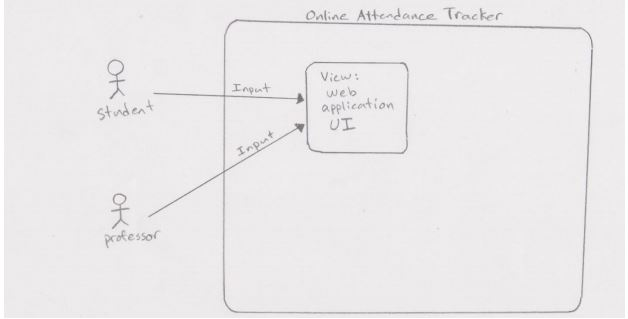 Online Attendance Tracker
View:
web
application
UI
Input
student
Input
professor